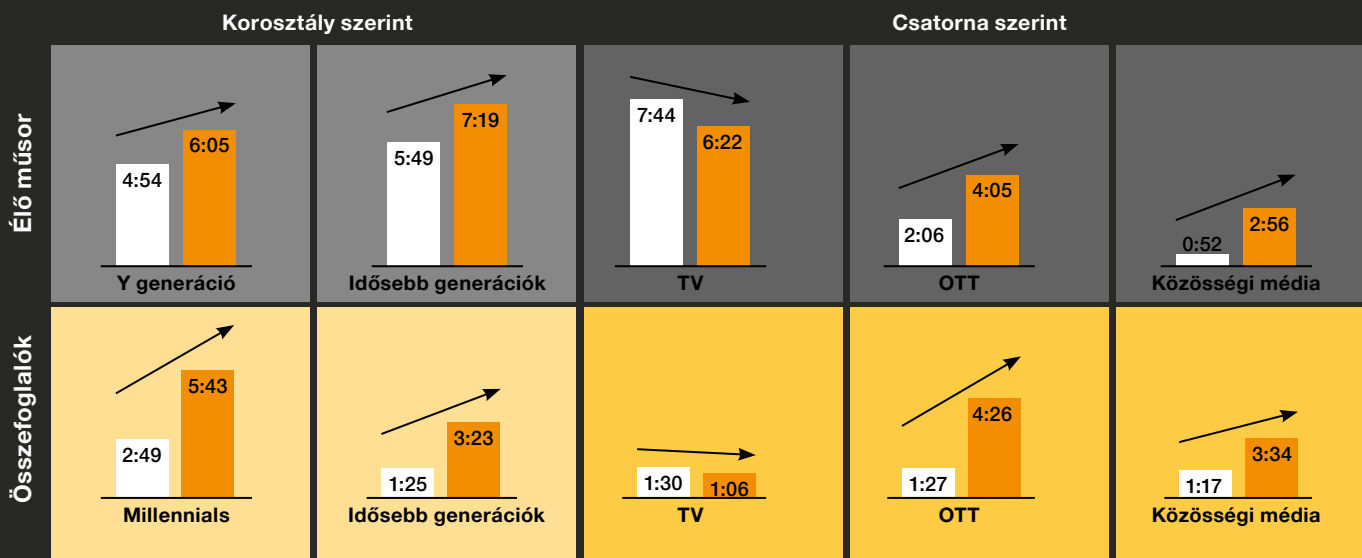 Korosztály szerint
Csatorna szerint
Élő műsor
4:54
6:05
Y generáció
5:49
7:19
Idősebb generációk
7:44
6:22
TV
2:06
4:05
OTT
0:52
2:56
Közösségi média
Összefoglalók
2:49
5:43
Millennials
1:25
3:23
Idősebb generációk
1:30
1:06
TV
1:27
4:26
OTT
1:17
3:34
Közösségi média